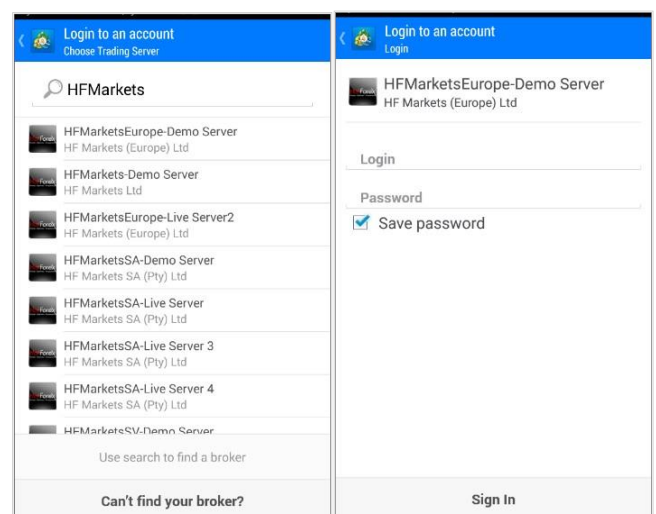 Login to an account
Choose Trading Server
HFMarkets
HFMarketsEurope-Demo Server
HF Markets (Europe) Ltd
HFMarkets-Demo Server
HF Markets Ltd
HFMarketsEurope-Live Server2
HF Markets (Europe) Ltd
HFMarketsSA-Demo Server
HF Markets SA (Pty) Ltd
HFMarketsSA-Live Server
HF Markets SA (Pty) Ltd
HFMarketsSA-Live Server 3
HF Markets SA (Pty) Ltd
HFMarketsSA-Live Server 4
HF Markets SA (Pty) Ltd
HFMarketsSV-Demo Server
Use search to find a broker
Can't find your broker?
Login to an account
Login
HFMarketsEurope-Demo Server
HF Markets (Europe) Ltd
Login
Password
Save password
Sign In